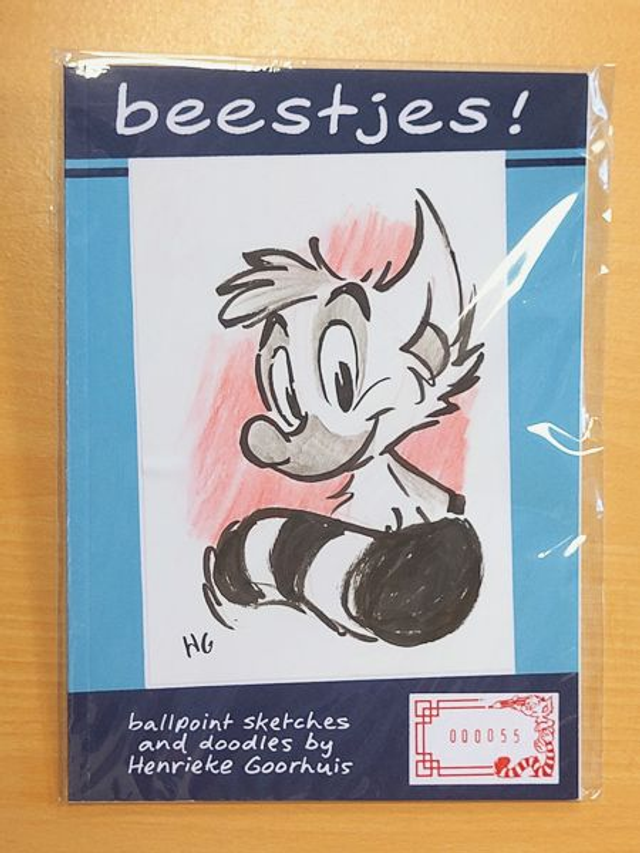 beestjes!
HG
ballpoint sketches
and doodles by
Henrieke Goorhuis
000055